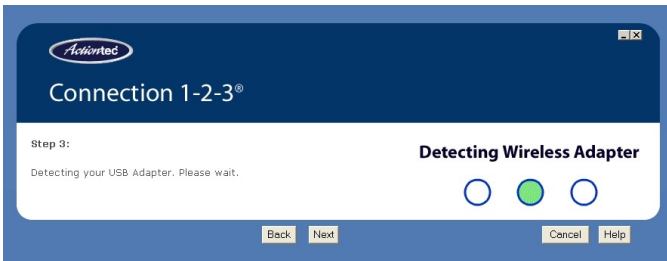 Actiontec
Connection 1-2-3®
Step 3:
Detecting your USB Adapter. Please wait.
Detecting Wireless Adapter
Back Next Cancel Help